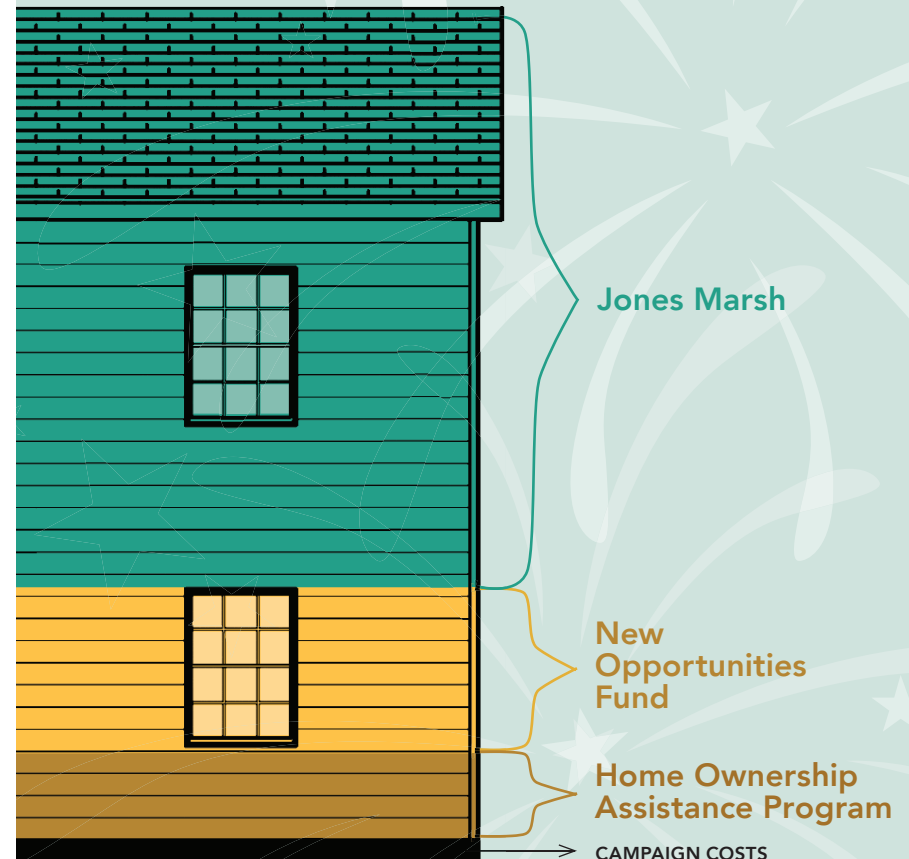 Jones Marsh
New
Opportunities
Fund
Home Ownership
Assistance Program
CAMPAIGN COSTS